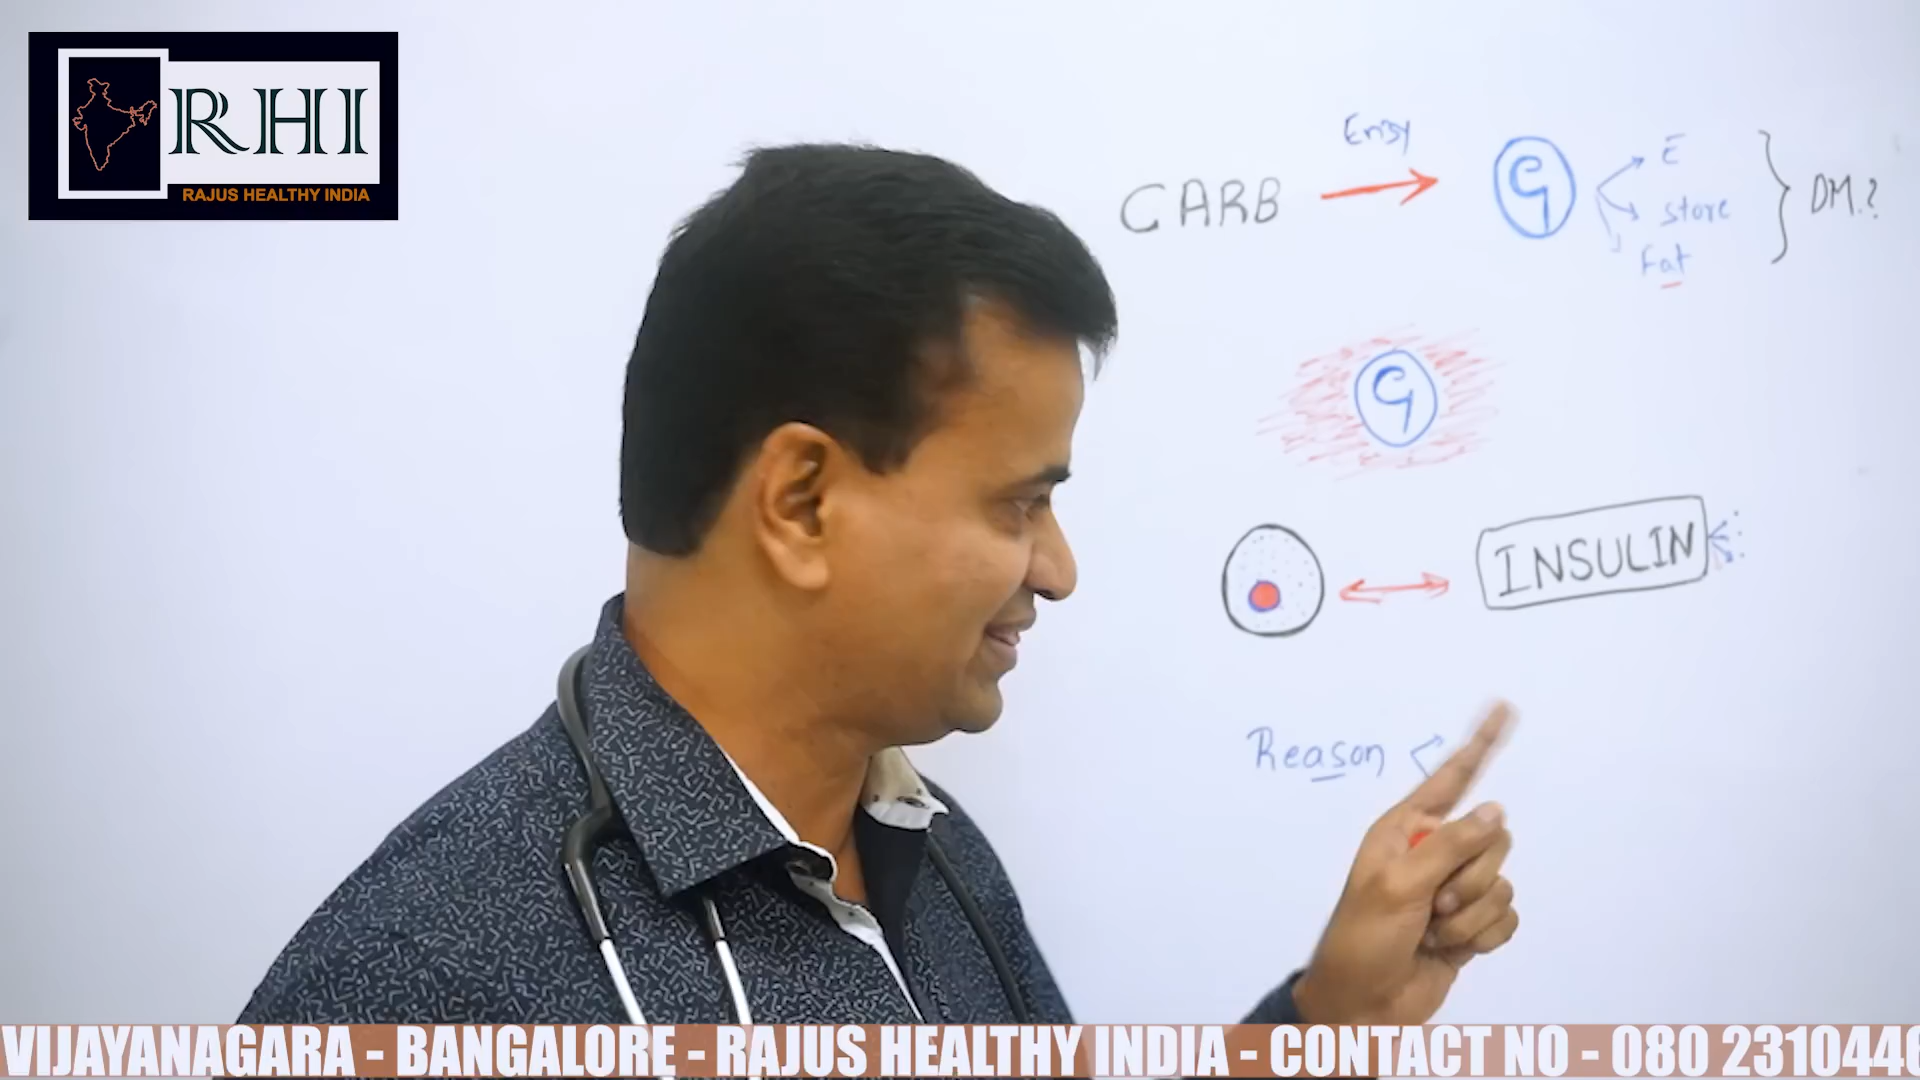 RHI
RAJUS HEALTHY INDIA
Enzy
CARB
G
E
store
Fat
DM.?
G
INSULIN
Reason
VIJAYANAGARA - BANGALORE - RAJUS HEALTHY INDIA - CONTACT NO - 080 2310446